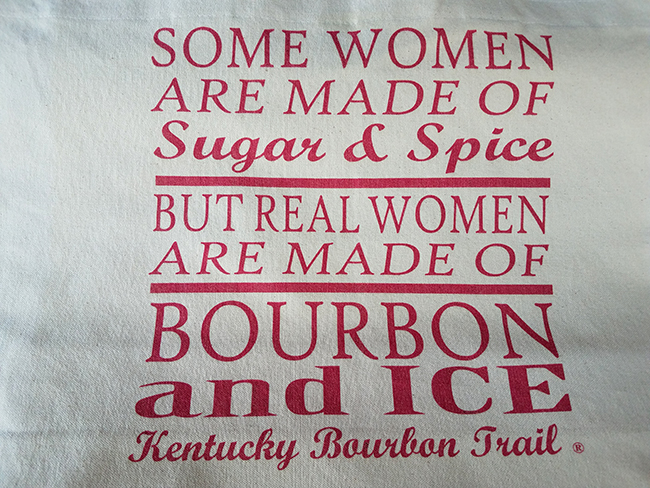 SOME WOMEN
ARE MADE OF
Sugar & Spice
BUT REAL WOMEN
ARE MADE OF
BOURBON
and ICE
Kentucky Bourbon Trail ®